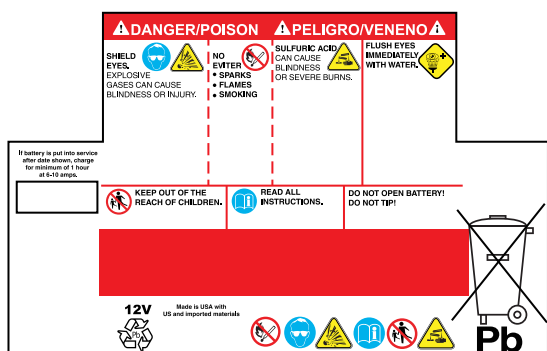 DANGER/POISON
PELIGRO/VENENO
SHIELD
EYES.
EXPLOSIVE
GASES CAN CAUSE
BLINDNESS OR INJURY.
NO
EVITER
• SPARKS
• FLAMES
• SMOKING
SULFURIC ACID
CAN CAUSE
BLINDNESS
OR SEVERE BURNS.
FLUSH EYES
IMMEDIATELY
WITH WATER.
If battery is put into service
after date shown, charge
for minimum of 1 hour
at 6-10 amps.
KEEP OUT OF THE
REACH OF CHILDREN.
READ ALL
INSTRUCTIONS.
DO NOT OPEN BATTERY!
DO NOT TIP!
12V
Pb
Made is USA with
US and imported materials
Pb